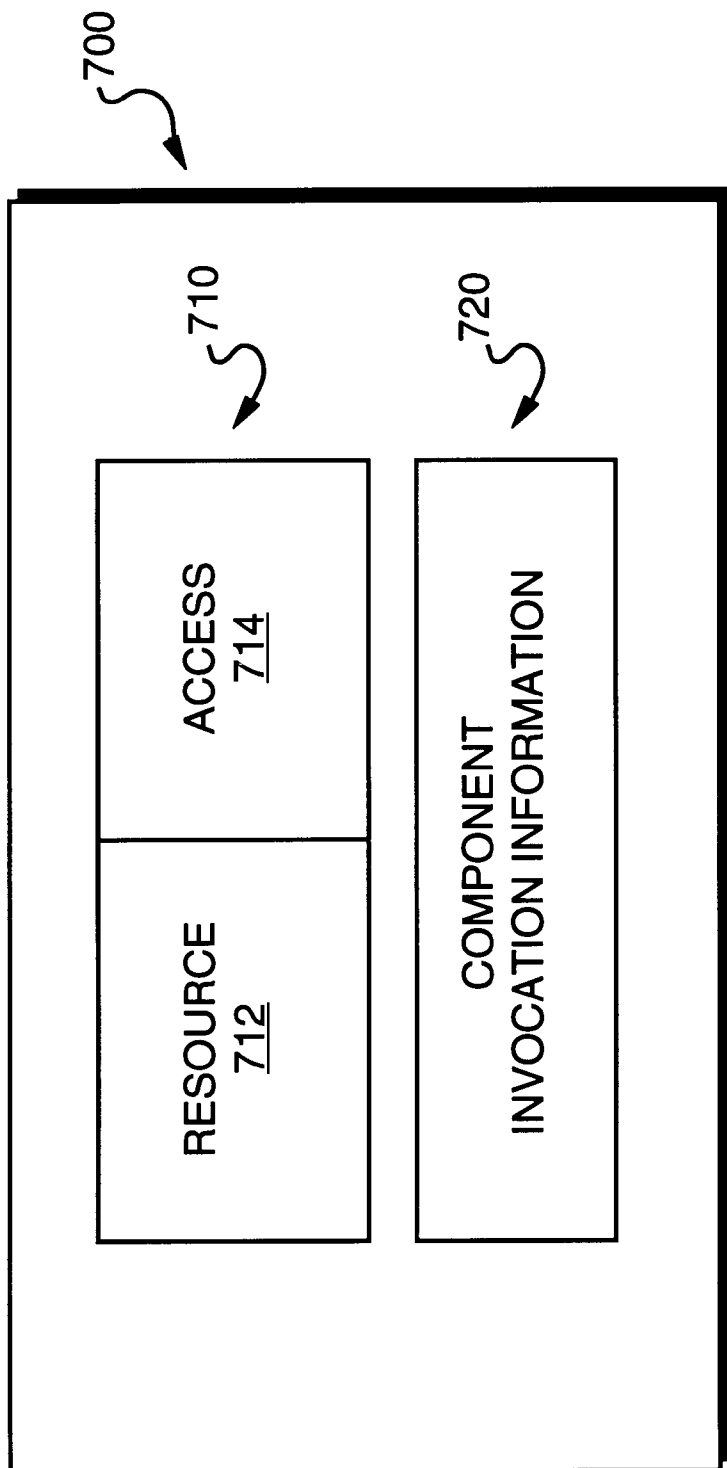 700
710
RESOURCE
712
ACCESS
714
720
COMPONENT
INVOCATION INFORMATION